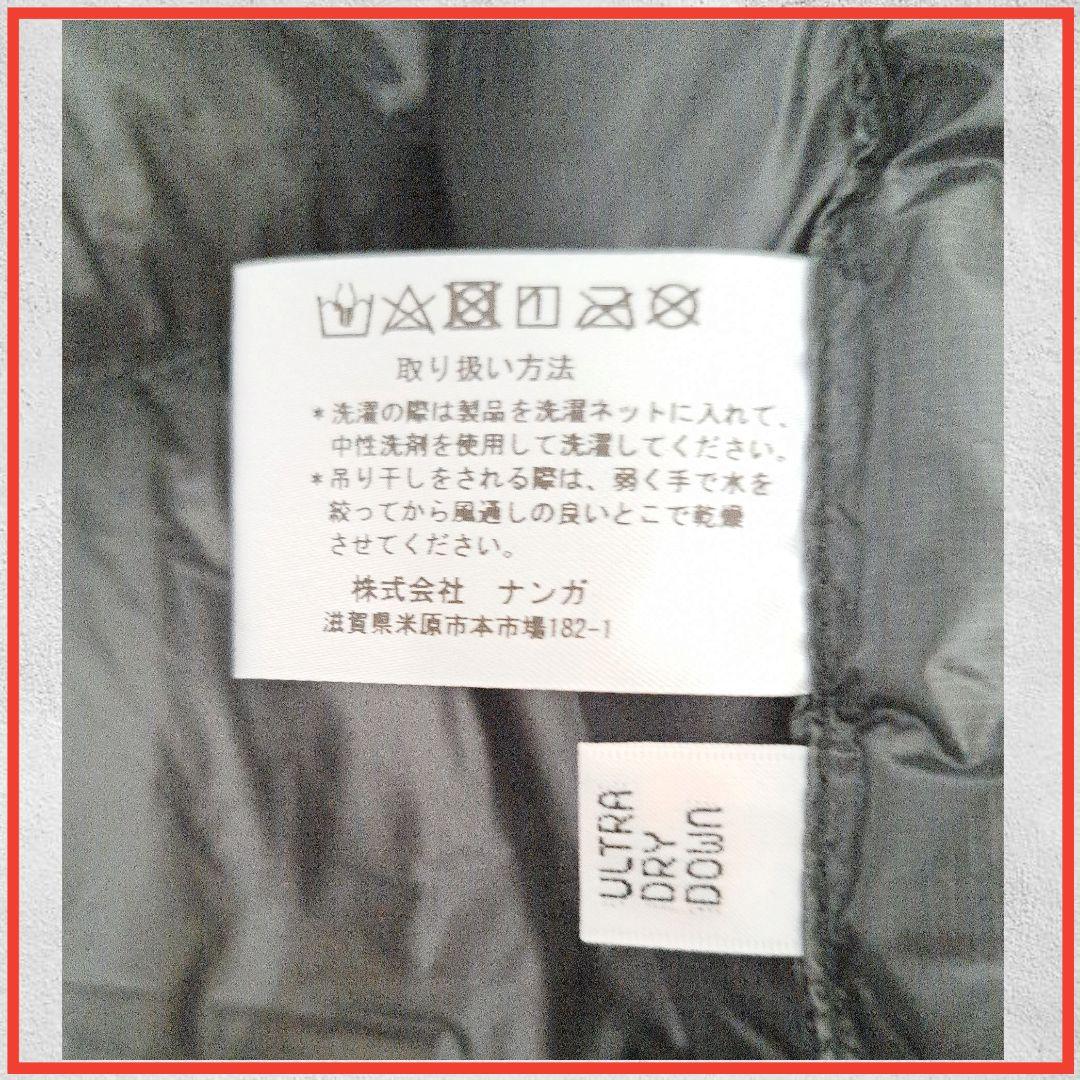 取り扱い方法
*洗濯の際は製品を洗濯ネットに入れて、
中性洗剤を使用して洗濯してください。
*吊り干しをされる際は、弱く手で水を
絞ってから風通しの良いとこで乾燥
させてください。
株式会社 ナンガ
滋賀県米原市本市場182-1
ULTRA
DRY
DOWN